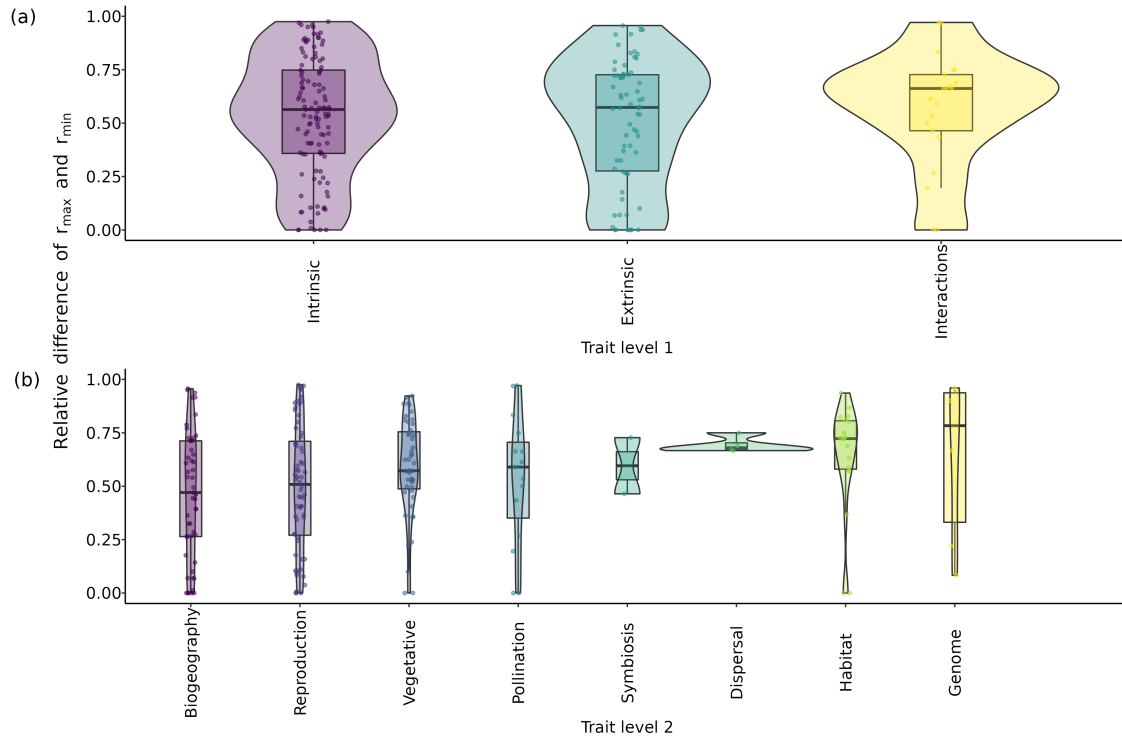 (a)
Relative difference of rmax and rmin
1.00
0.75
0.50
0.25
0.00
Intrinsic
Extrinsic
Interactions
Trait level 1
(b)
1.00
0.75
0.50
0.25
0.00
Biogeography
Reproduction
Vegetative
Pollination
Symbiosis
Dispersal
Habitat
Genome
Trait level 2